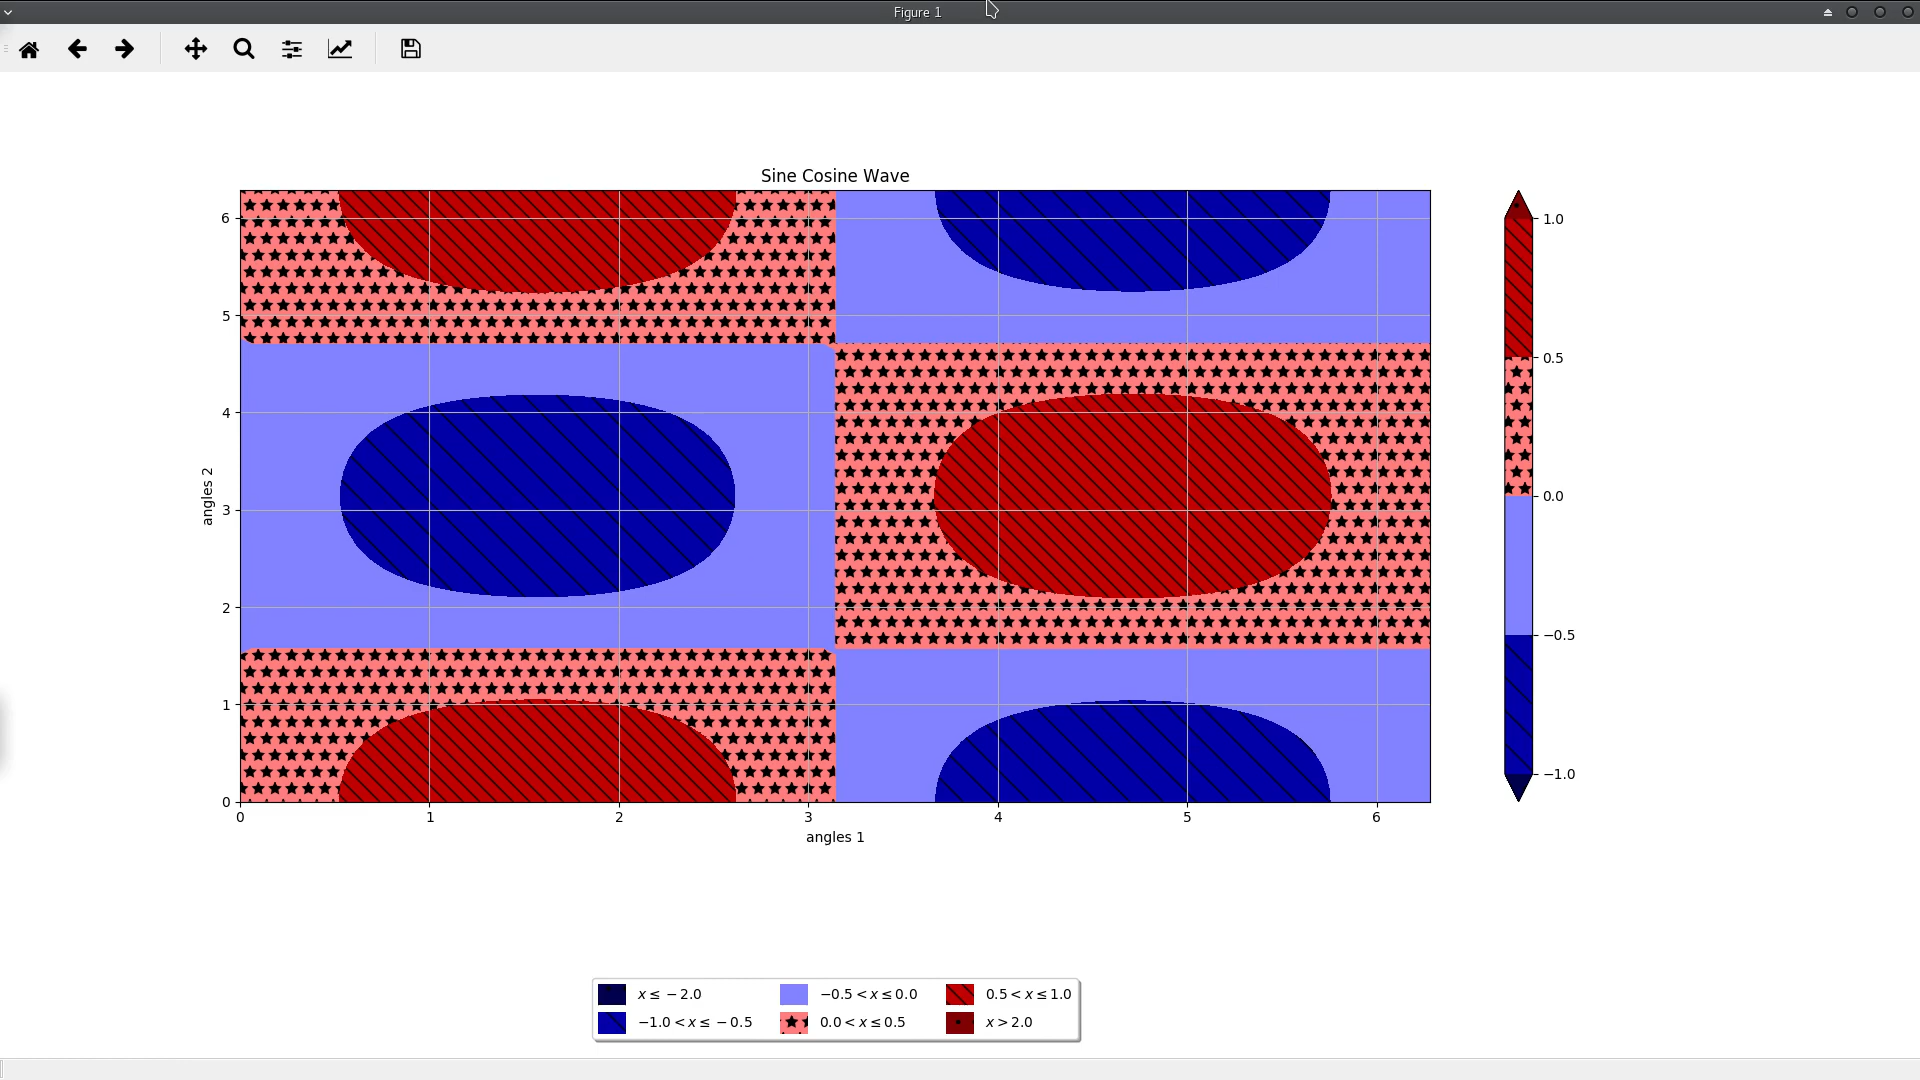 Figure 1
Sine Cosine Wave
6
5
4
3
2
1
0
angles 2
0 1 2 3 4 5 6
angles 1
1.0
0.5
0.0
−0.5
−1.0
x ≤ −2.0
−1.0 < x ≤ −0.5
−0.5 < x ≤ 0.0
0.0 < x ≤ 0.5
0.5 < x ≤ 1.0
x > 2.0